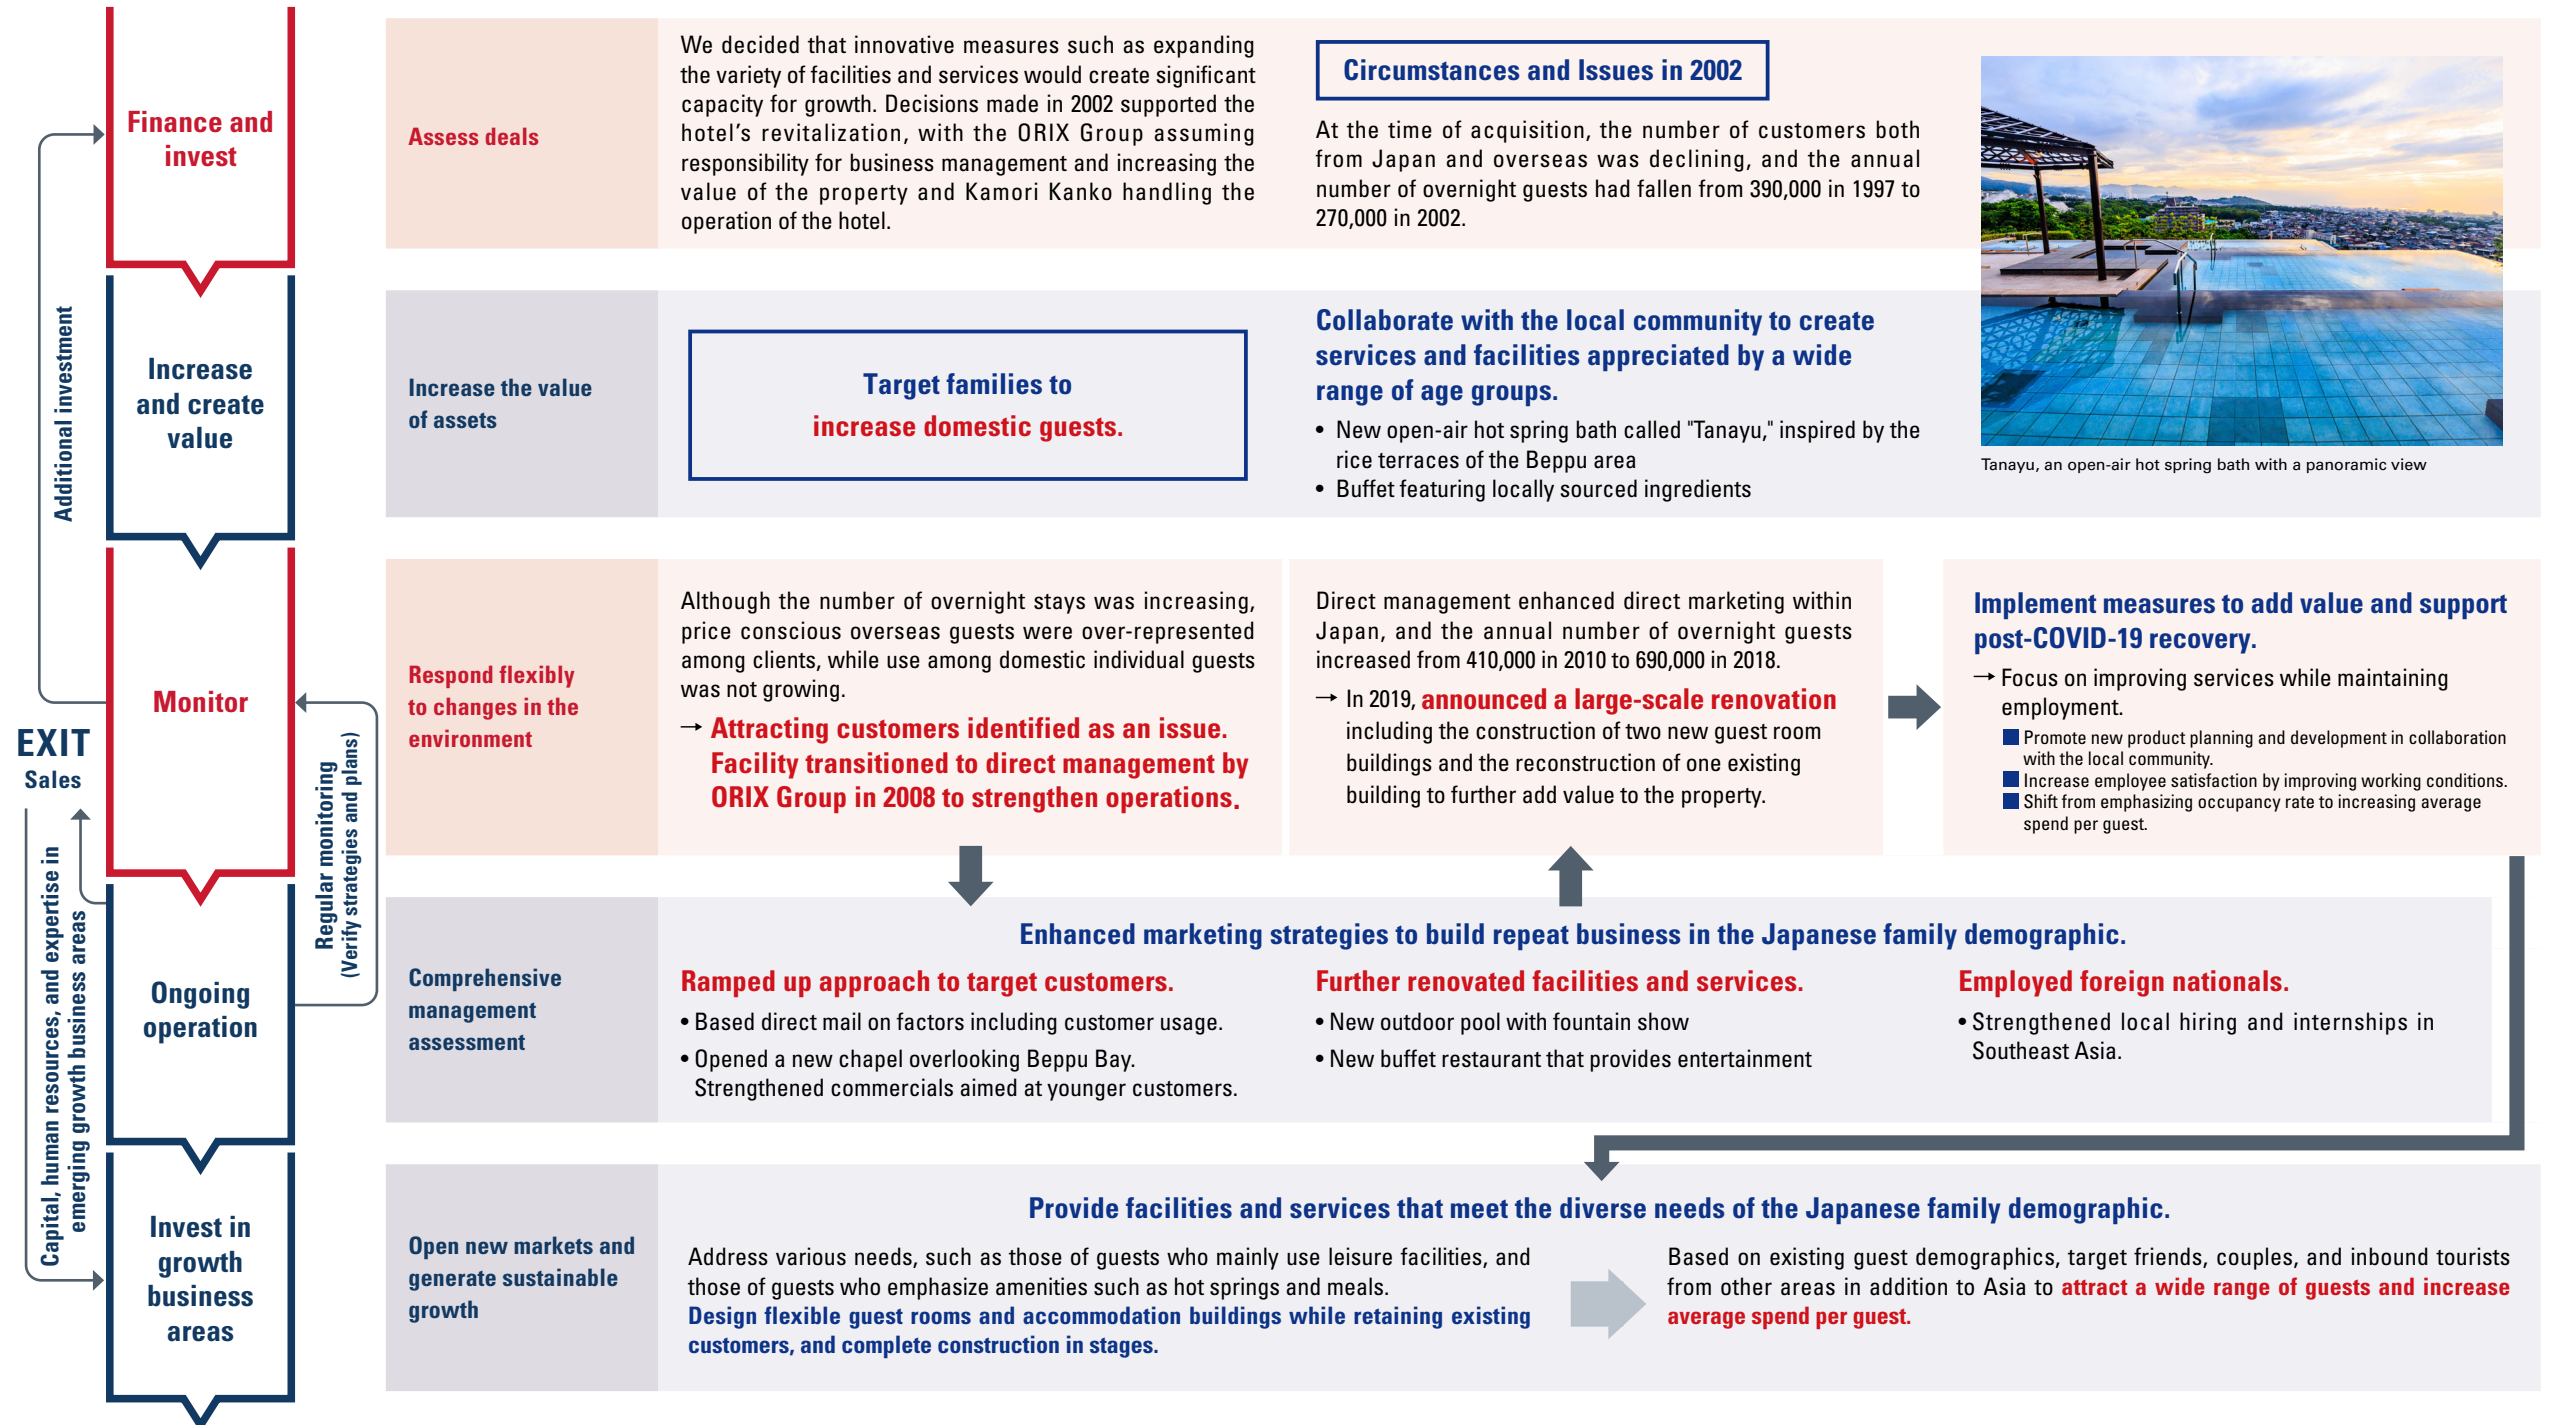 Finance and
invest
Increase
and create
value
Monitor
Ongoing
operation
Invest in
growth
business
areas
Additional investment
EXIT
Sales
Regular monitoring
(Verify strategies and plans)
Capital, human resources, and expertise in
emerging growth business areas
Assess deals
We decided that innovative measures such as expanding
the variety of facilities and services would create significant
capacity for growth. Decisions made in 2002 supported the
hotel's revitalization, with the ORIX Group assuming
responsibility for business management and increasing the
value of the property and Kamori Kanko handling the
operation of the hotel.
Circumstances and Issues in 2002
At the time of acquisition, the number of customers both
from Japan and overseas was declining, and the annual
number of overnight guests had fallen from 390,000 in 1997 to
270,000 in 2002.
Increase the value
of assets
Target families to
increase domestic guests.
Collaborate with the local community to create
services and facilities appreciated by a wide
range of age groups.
• New open-air hot spring bath called "Tanayu," inspired by the
rice terraces of the Beppu area
• Buffet featuring locally sourced ingredients
Tanayu, an open-air hot spring bath with a panoramic view
Respond flexibly
to changes in the
environment
Although the number of overnight stays was increasing,
price conscious overseas guests were over-represented
among clients, while use among domestic individual guests
was not growing.
→ Attracting customers identified as an issue.
Facility transitioned to direct management by
ORIX Group in 2008 to strengthen operations.
Direct management enhanced direct marketing within
Japan, and the annual number of overnight guests
increased from 410,000 in 2010 to 690,000 in 2018.
→ In 2019, announced a large-scale renovation
including the construction of two new guest room
buildings and the reconstruction of one existing
building to further add value to the property.
Implement measures to add value and support
post-COVID-19 recovery.
→ Focus on improving services while maintaining
employment.
■ Promote new product planning and development in collaboration
with the local community.
■ Increase employee satisfaction by improving working conditions.
■ Shift from emphasizing occupancy rate to increasing average
spend per guest.
Comprehensive
management
assessment
Enhanced marketing strategies to build repeat business in the Japanese family demographic.
Ramped up approach to target customers.
• Based direct mail on factors including customer usage.
• Opened a new chapel overlooking Beppu Bay.
Strengthened commercials aimed at younger customers.
Further renovated facilities and services.
• New outdoor pool with fountain show
• New buffet restaurant that provides entertainment
Employed foreign nationals.
• Strengthened local hiring and internships in
Southeast Asia.
Open new markets and
generate sustainable
growth
Provide facilities and services that meet the diverse needs of the Japanese family demographic.
Address various needs, such as those of guests who mainly use leisure facilities, and
those of guests who emphasize amenities such as hot springs and meals.
Design flexible guest rooms and accommodation buildings while retaining existing
customers, and complete construction in stages.
Based on existing guest demographics, target friends, couples, and inbound tourists
from other areas in addition to Asia to attract a wide range of guests and increase
average spend per guest.